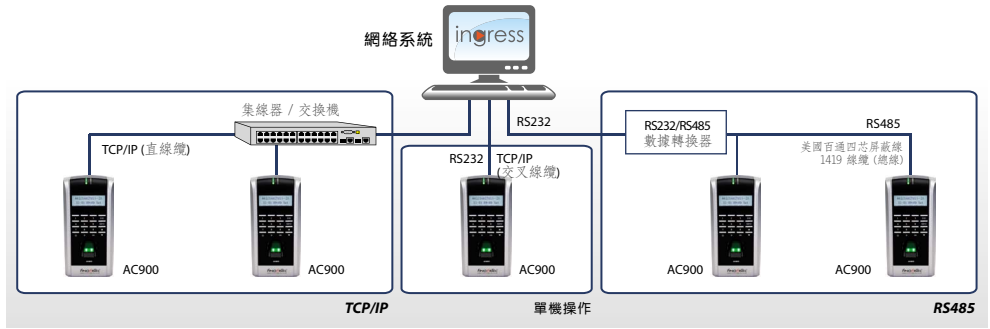 網絡系統
ingress
集線器 / 交換機
TCP/IP (直線纜)
AC900
AC900
TCP/IP
RS232
RS232
TCP/IP
(交叉線纜)
AC900
單機操作
RS232/RS485
數據轉換器
RS485
美國百通四芯屏蔽線
1419 線纜 (總線)
AC900
AC900
RS485